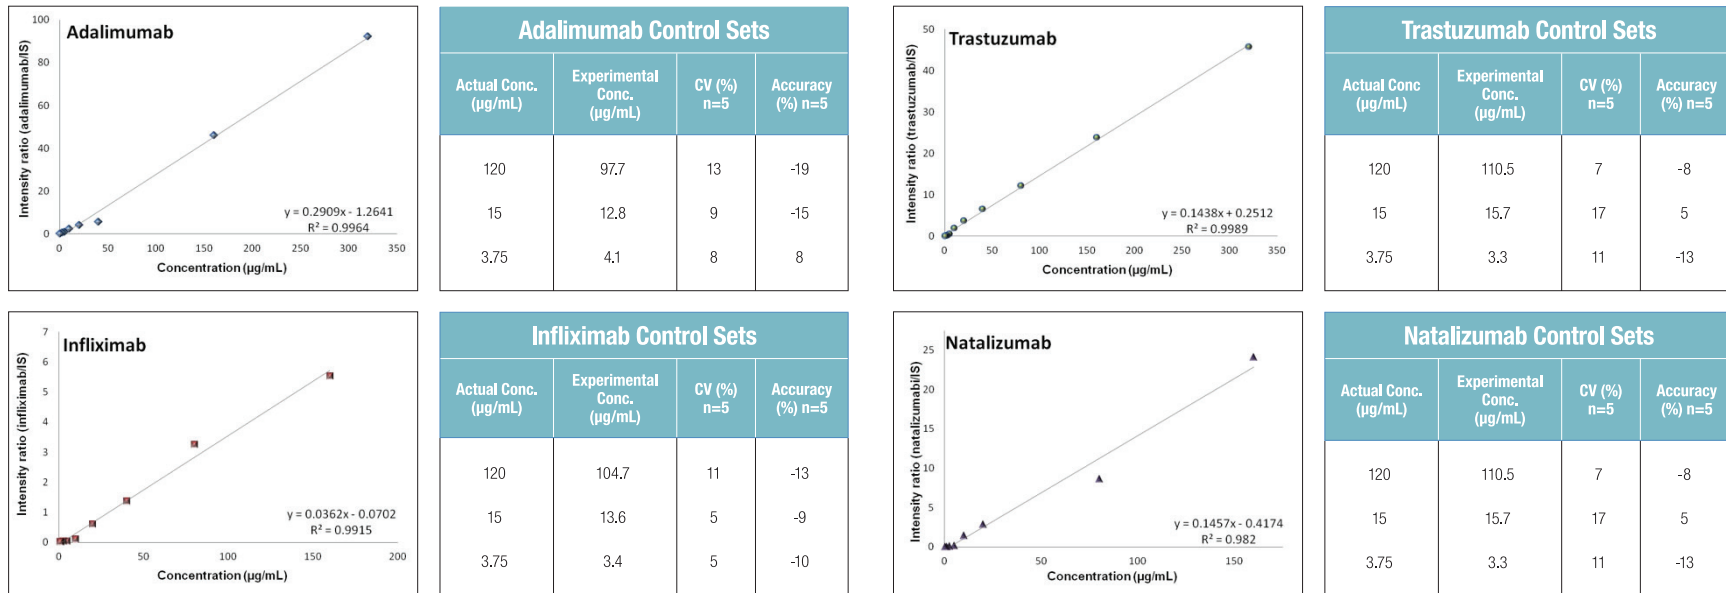 Adalimumab
Intensity ratio (adalimumab/IS)
100
80
60
40
20
0
y = 0.2909x - 1.2641
R² = 0.9964
0 50 100 150 200 250 300 350
Concentration (µg/mL)
Adalimumab Control Sets
Actual Conc. (µg/mL) Experimental Conc. (µg/mL) CV (%) n=5 Accuracy (%) n=5
120 97.7 13 -19
15 12.8 9 -15
3.75 4.1 8 8
Trastuzumab
Intensity ratio (trastuzumab/IS)
50
40
30
20
10
0
y = 0.1438x + 0.2512
R² = 0.9989
0 50 100 150 200 250 300 350
Concentration (µg/mL)
Trastuzumab Control Sets
Actual Conc (µg/mL) Experimental Conc. (µg/mL) CV (%) n=5 Accuracy (%) n=5
120 110.5 7 -8
15 15.7 17 5
3.75 3.3 11 -13
Infliximab
Intensity ratio (infliximab/IS)
7
6
5
4
3
2
1
0
y = 0.0362x - 0.0702
R² = 0.9915
0 50 100 150 200
Concentration (µg/mL)
Infliximab Control Sets
Actual Conc. (µg/mL) Experimental Conc. (µg/mL) CV (%) n=5 Accuracy (%) n=5
120 104.7 11 -13
15 13.6 5 -9
3.75 3.4 5 -10
Natalizumab
Intensity ratio (natalizumabi/IS)
25
20
15
10
5
0
y = 0.1457x - 0.4174
R² = 0.982
0 50 100 150
Concentration (µg/mL)
Natalizumab Control Sets
Actual Conc. (µg/mL) Experimental Conc. (µg/mL) CV (%) n=5 Accuracy (%) n=5
120 110.5 7 -8
15 15.7 17 5
3.75 3.3 11 -13